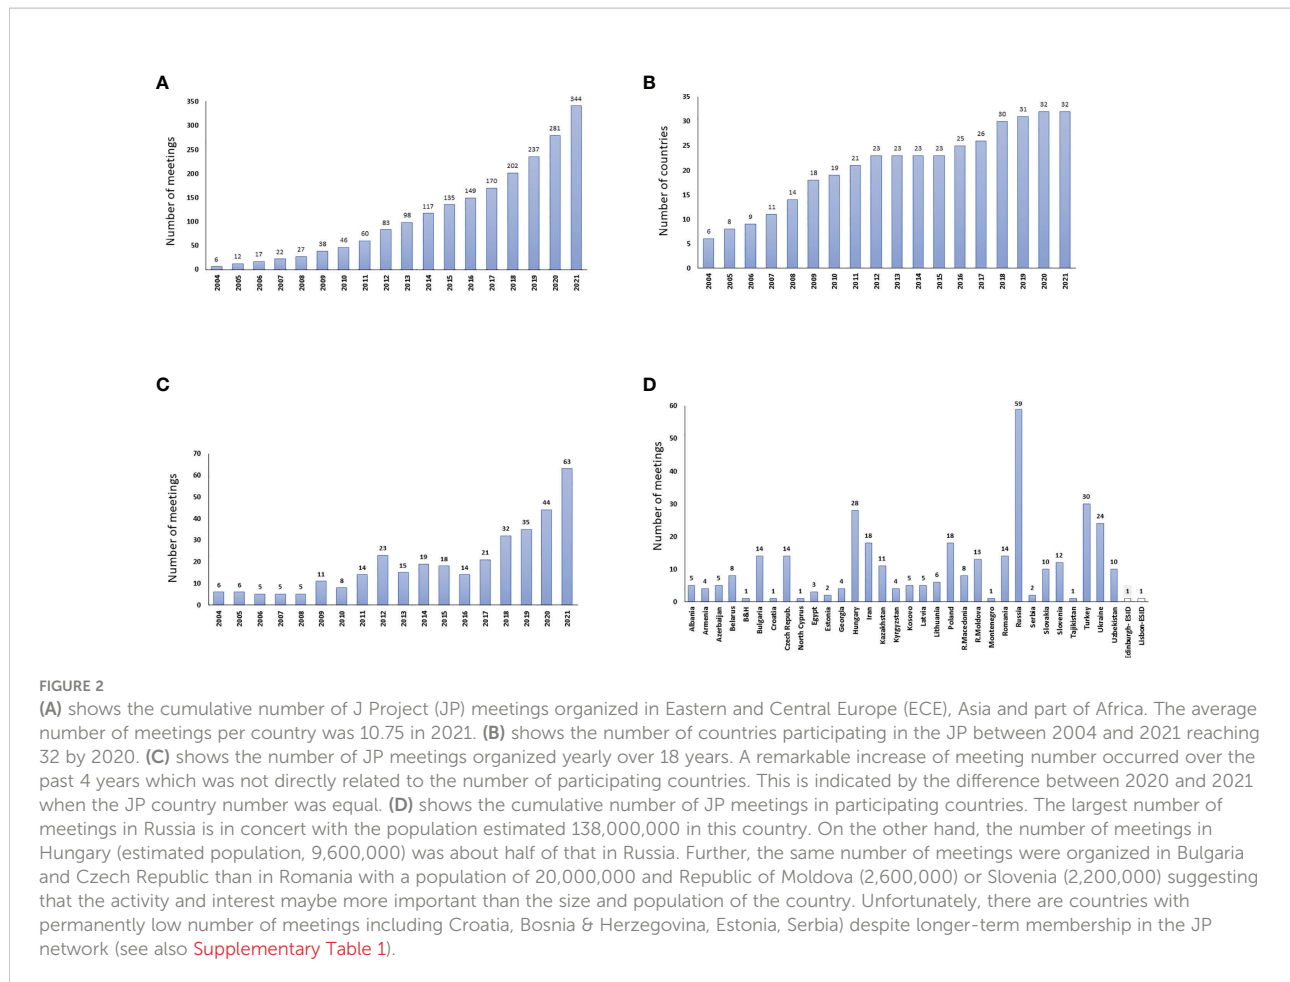 A
Number of meetings
350
300
250
200
150
100
50
0
6 12 17 22 27 38 46 60 83 98 117 135 149 170 202 237 281 344
2004 2005 2006 2007 2008 2009 2010 2011 2012 2013 2014 2015 2016 2017 2018 2019 2020 2021
B
Number of countries
35
30
25
20
15
10
5
0
6 8 9 11 14 18 19 21 23 23 23 23 25 26 30 31 32 32
2004 2005 2006 2007 2008 2009 2010 2011 2012 2013 2014 2015 2016 2017 2018 2019 2020 2021
C
Number of meetings
70
60
50
40
30
20
10
0
6 6 5 5 5 11 8 14 23 15 19 18 14 21 32 35 44 63
2004 2005 2006 2007 2008 2009 2010 2011 2012 2013 2014 2015 2016 2017 2018 2019 2020 2021
D
Number of meetings
60
50
40
30
20
10
0
5 4 5 8 1 14 1 14 1 3 2 4 28 18 11 4 5 5 6 18 8 13 1 14 59 2 10 12 1 30 24 10 1 1
Albania
Armenia
Azerbaijan
Belarus
B&H
Bulgaria
Croatia
Czech Repub.
North Cyprus
Egypt
Estonia
Georgia
Hungary
Iran
Kazakhstan
Kyrgyzstan
Kosovo
Latvia
Lithuania
Poland
R.Macedonia
R.Moldova
Montenegro
Romania
Russia
Serbia
Slovakia
Slovenia
Tajikistan
Turkey
Ukraine
Uzbekistan
Edinburgh- ESID
Lisbon-ESID
FIGURE 2
(A) shows the cumulative number of J Project (JP) meetings organized in Eastern and Central Europe (ECE), Asia and part of Africa. The average
number of meetings per country was 10.75 in 2021. (B) shows the number of countries participating in the JP between 2004 and 2021 reaching
32 by 2020. (C) shows the number of JP meetings organized yearly over 18 years. A remarkable increase of meeting number occurred over the
past 4 years which was not directly related to the number of participating countries. This is indicated by the difference between 2020 and 2021
when the JP country number was equal. (D) shows the cumulative number of JP meetings in participating countries. The largest number of
meetings in Russia is in concert with the population estimated 138,000,000 in this country. On the other hand, the number of meetings in
Hungary (estimated population, 9,600,000) was about half of that in Russia. Further, the same number of meetings were organized in Bulgaria
and Czech Republic than in Romania with a population of 20,000,000 and Republic of Moldova (2,600,000) or Slovenia (2,200,000) suggesting
that the activity and interest maybe more important than the size and population of the country. Unfortunately, there are countries with
permanently low number of meetings including Croatia, Bosnia & Herzegovina, Estonia, Serbia) despite longer-term membership in the JP
network (see also Supplementary Table 1).